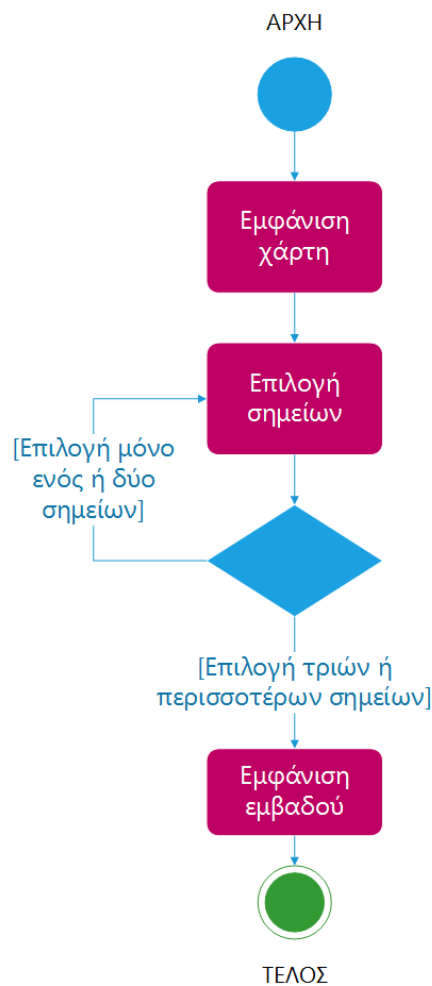 ΑΡΧΗ
Εμφάνιση
χάρτη
Επιλογή
σημείων
[Επιλογή μόνο
ενός ή δύο
σημείων]
[Επιλογή τριών ή
περισσοτέρων σημείων]
Εμφάνιση
εμβαδού
ΤΕΛΟΣ